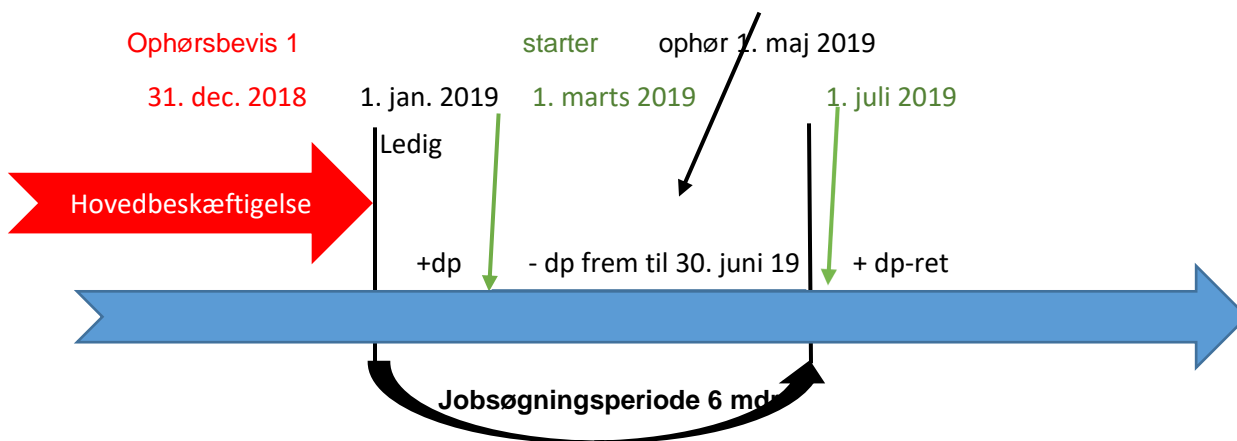 Ophørsbevis 1 starter ophør 1. maj 2019
31. dec. 2018 1. jan. 2019 1. marts 2019 1. juli 2019
Ledig
Hovedbeskæftigelse
+dp - dp frem til 30. juni 19 + dp-ret
Jobsøgningsperiode 6 mdr